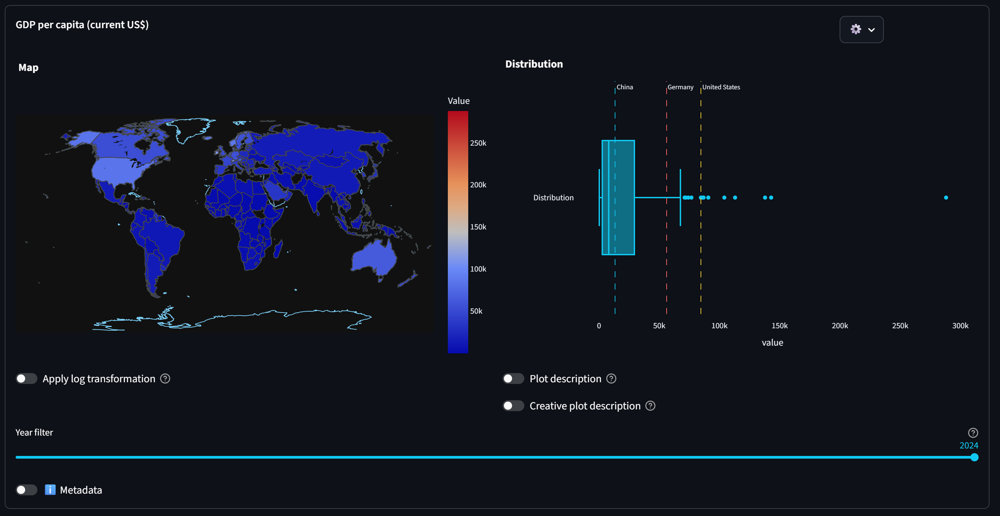 GDP per capita (current US$)
Map
Value
250k
200k
150k
100k
50k
Distribution
China
Germany
United States
Distribution
0
50k
100k
150k
200k
250k
300k
value
Apply log transformation
Plot description
Creative plot description
Year filter
2024
Metadata